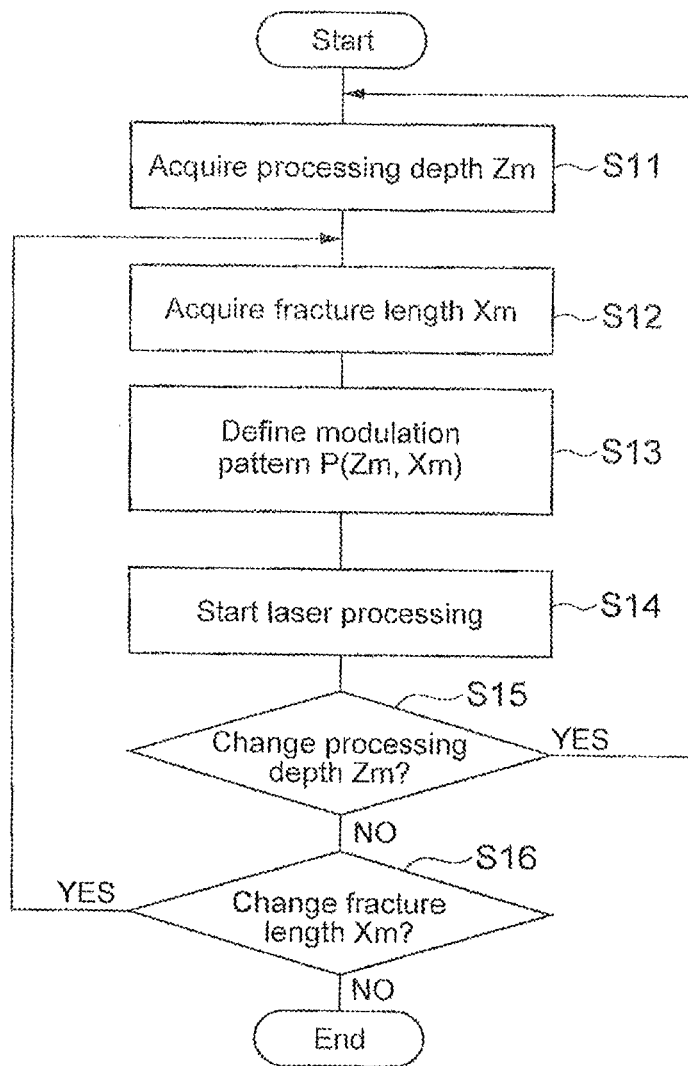 Start
Acquire processing depth Zm
S11
Acquire fracture length Xm
S12
Define modulation
pattern P(Zm, Xm)
S13
Start laser processing
S14
S15
Change processing
depth Zm?
YES
NO
S16
YES
Change fracture
length Xm?
NO
End